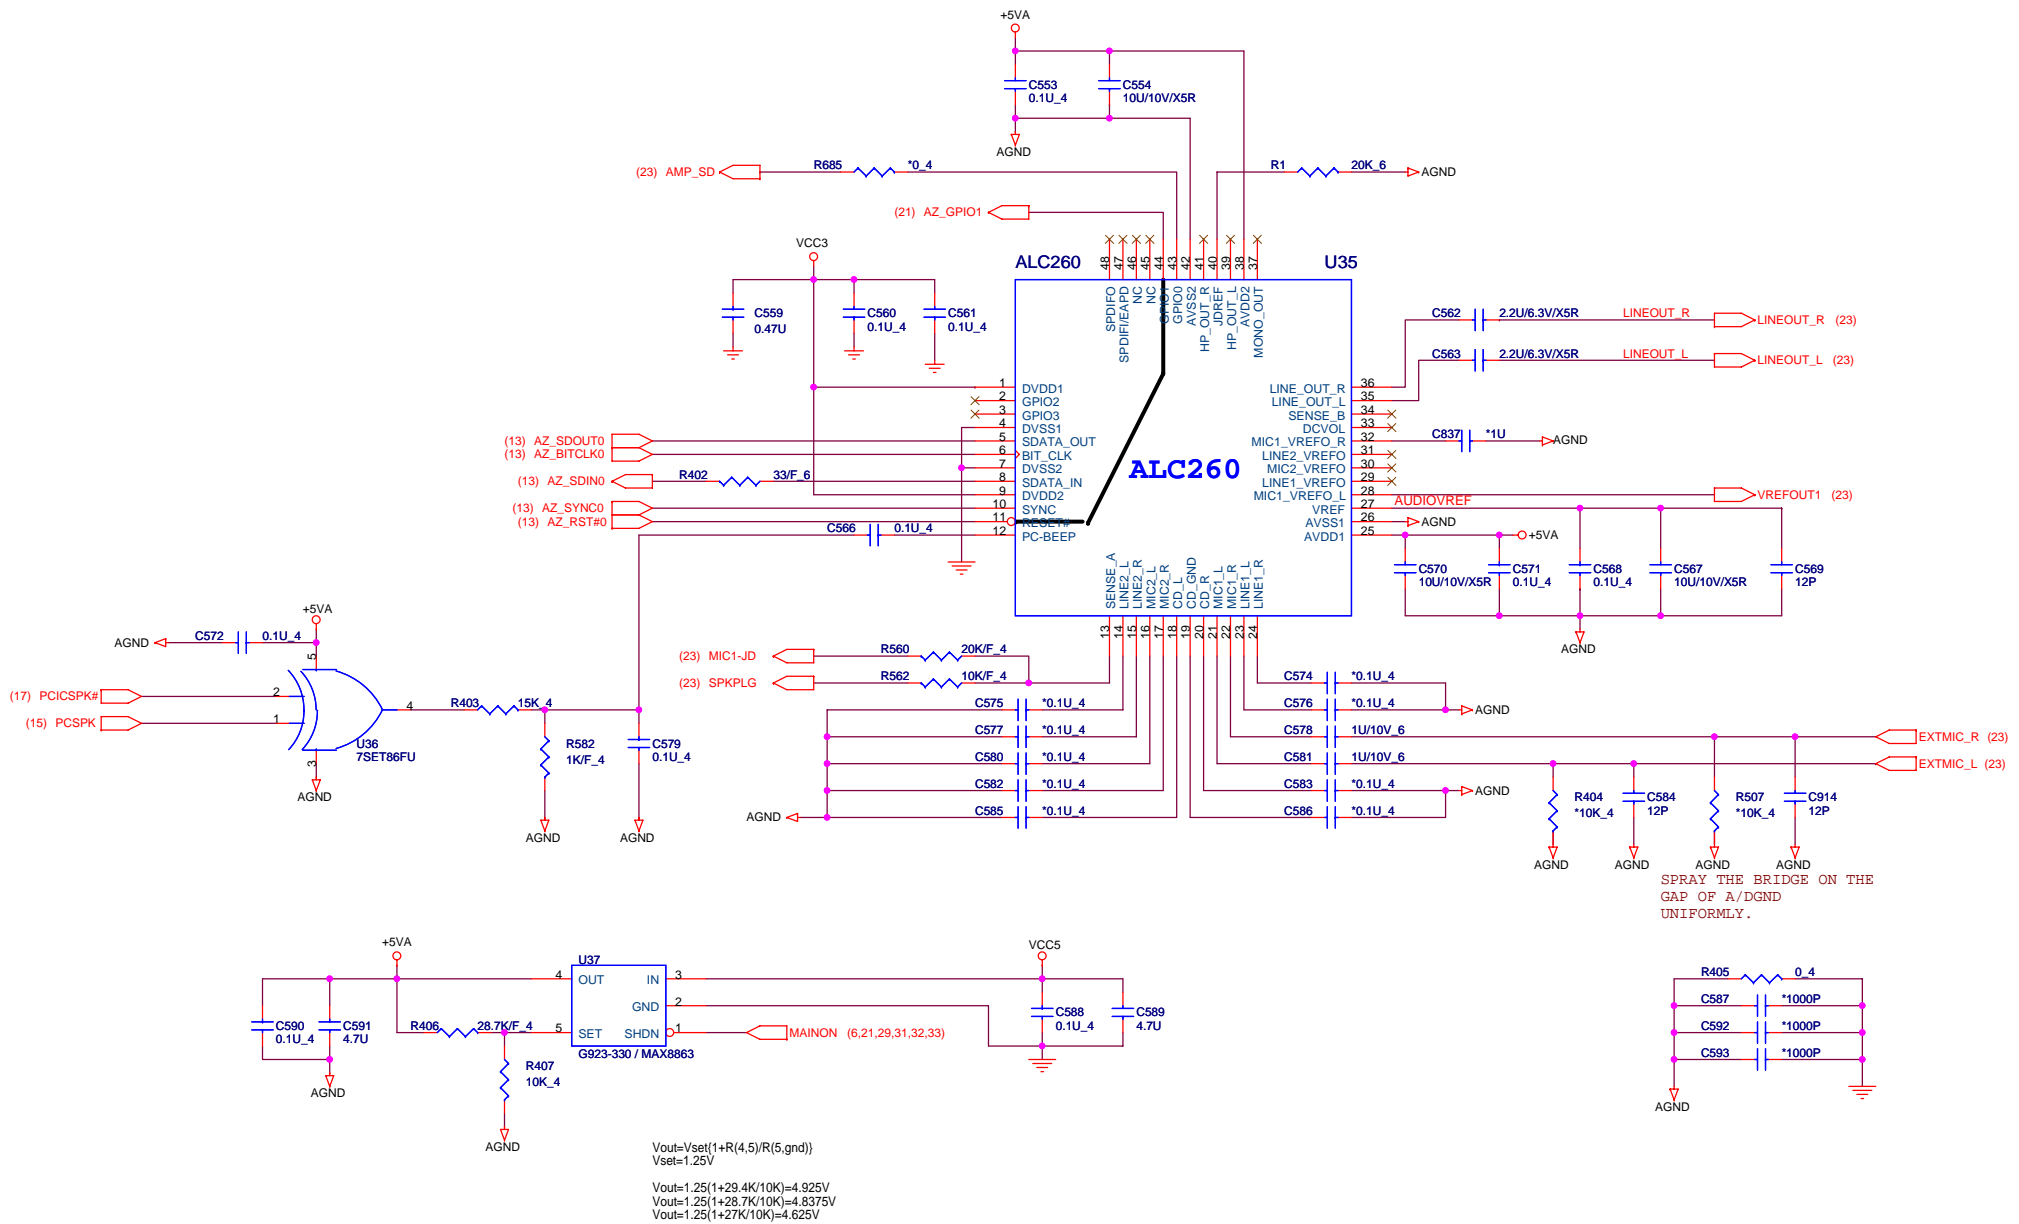 +5VA
C553
0.1U_4
C554
10U/10V/X5R
AGND
(23) AMP_SD
R685
*0_4
R1
20K_6
AGND
(21) AZ_GPIO1
VCC3
C559
0.47U
C560
0.1U_4
C561
0.1U_4
ALC260
U35
48
47
46
45
44
43
42
41
40
39
38
37
SPDIFO
SPDIFI/EAPD
NC
NC
GPIO1
GPIO0
AVSS2
HP_OUT_R
JDREF
HP_OUT_L
AVDD2
MONO_OUT
C562
2.2U/6.3V/X5R
LINEOUT_R
LINEOUT_R (23)
C563
2.2U/6.3V/X5R
LINEOUT_L
LINEOUT_L (23)
1 DVDD1
2 GPIO2
3 GPIO3
4 DVSS1
5 SDATA_OUT
6 BIT_CLK
7 DVSS2
8 SDATA_IN
9 DVDD2
10 SYNC
11 RESET#
12 PC-BEEP
ALC260
LINE_OUT_R 36
LINE_OUT_L 35
SENSE_B 34
DCVOL 33
MIC1_VREFO_R 32
LINE2_VREFO 31
MIC2_VREFO 30
LINE1_VREFO 29
MIC1_VREFO_L 28
VREF 27
AVSS1 26
AVDD1 25
(13) AZ_SDOUT0
(13) AZ_BITCLK0
(13) AZ_SDIN0
R402
33/F_6
(13) AZ_SYNC0
(13) AZ_RST#0
C566
0.1U_4
C837
*1U
AGND
AUDIOVREF
VREFOUT1 (23)
AGND
+5VA
C570
10U/10V/X5R
C571
0.1U_4
C568
0.1U_4
C567
10U/10V/X5R
C569
12P
AGND
SENSE_A
LINE2_L
LINE2_R
MIC2_L
MIC2_R
CD_L
CD_GND
CD_R
MIC1_L
MIC1_R
LINE1_L
LINE1_R
13
14
15
16
17
18
19
20
21
22
23
24
+5VA
AGND
C572
0.1U_4
5
(17) PCICSPK#
2
(15) PCSPK
1
4
3
U36
7SET86FU
AGND
R403
15K_4
R582
1K/F_4
AGND
C579
0.1U_4
AGND
(23) MIC1-JD
R560
20K/F_4
(23) SPKPLG
R562
10K/F_4
C575
*0.1U_4
C577
*0.1U_4
C580
*0.1U_4
C582
*0.1U_4
C585
*0.1U_4
AGND
C574
*0.1U_4
C576
*0.1U_4
AGND
C578
1U/10V_6
EXTMIC_R (23)
C581
1U/10V_6
EXTMIC_L (23)
C583
*0.1U_4
AGND
C586
*0.1U_4
R404
*10K_4
AGND
C584
12P
AGND
R507
*10K_4
AGND
C914
12P
AGND
SPRAY THE BRIDGE ON THE
GAP OF A/DGND
UNIFORMLY.
+5VA
C590
0.1U_4
C591
4.7U
AGND
R406
28.7K/F_4
R407
10K_4
AGND
U37
4 OUT
IN 3
GND 2
5 SET
SHDN 1
G923-330 / MAX8863
MAINON (6,21,29,31,32,33)
VCC5
C588
0.1U_4
C589
4.7U
R405
0_4
C587
*1000P
C592
*1000P
C593
*1000P
AGND
Vout=Vset{1+R(4,5)/R(5,gnd)}
Vset=1.25V
Vout=1.25(1+29.4K/10K)=4.925V
Vout=1.25(1+28.7K/10K)=4.8375V
Vout=1.25(1+27K/10K)=4.625V